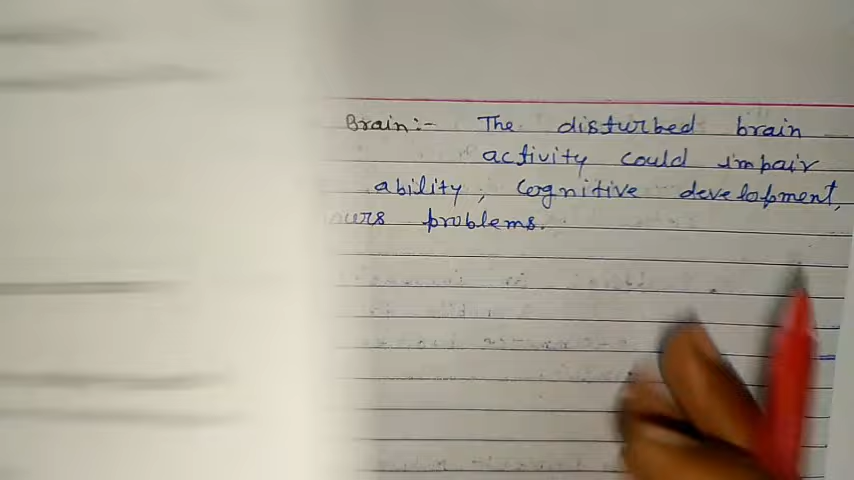 Brain:- The disturbed brain
activity could impair
ability, cognitive development,
problems.